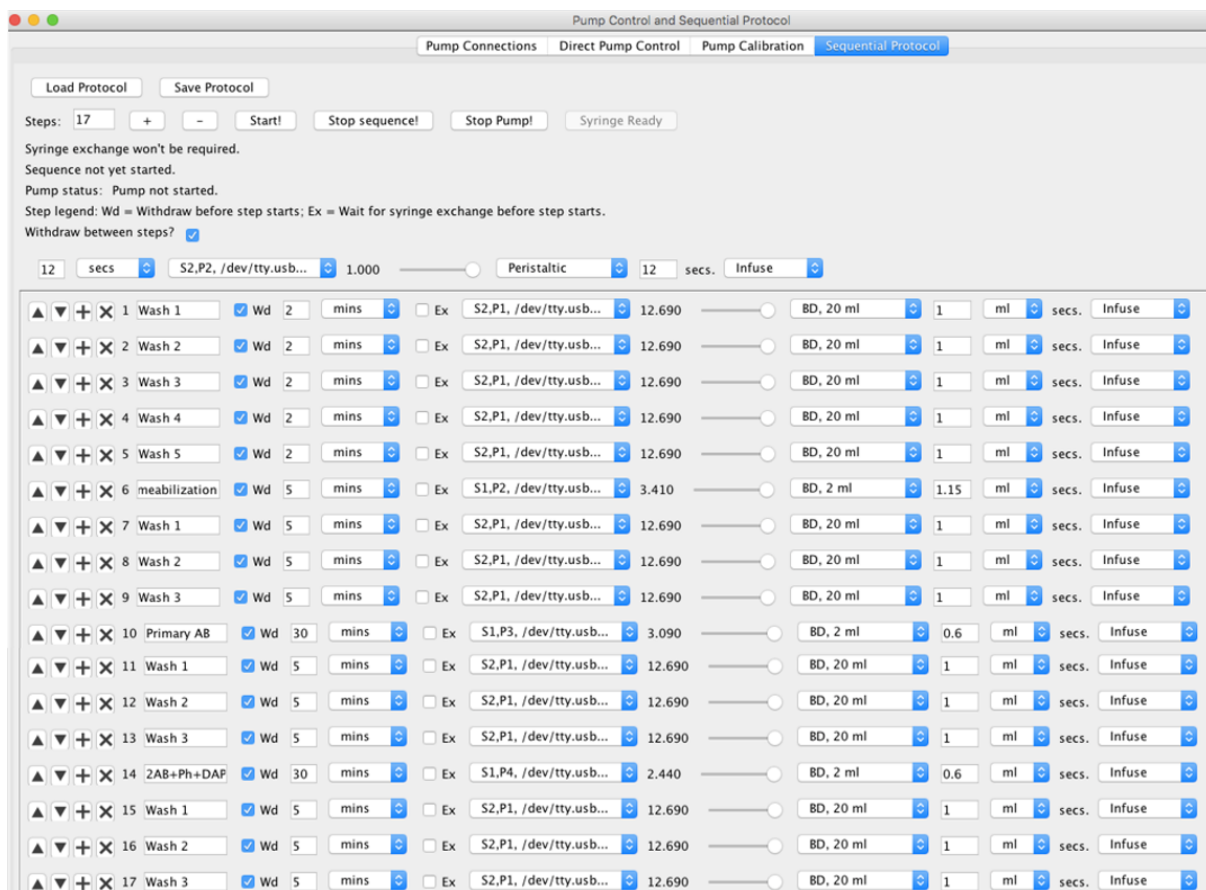 Pump Control and Sequential Protocol
Pump Connections Direct Pump Control Pump Calibration Sequential Protocol
Load Protocol Save Protocol
Steps: 17 + - Start! Stop sequence! Stop Pump! Syringe Ready
Syringe exchange won't be required.
Sequence not yet started.
Pump status: Pump not started.
Step legend: Wd = Withdraw before step starts; Ex = Wait for syringe exchange before step starts.
Withdraw between steps?
12 secs S2,P2, /dev/tty.usb... 1.000 Peristaltic 12 secs. Infuse
1 Wash 1 Wd 2 mins Ex S2,P1, /dev/tty.usb... 12.690 BD, 20 ml 1 ml secs. Infuse
2 Wash 2 Wd 2 mins Ex S2,P1, /dev/tty.usb... 12.690 BD, 20 ml 1 ml secs. Infuse
3 Wash 3 Wd 2 mins Ex S2,P1, /dev/tty.usb... 12.690 BD, 20 ml 1 ml secs. Infuse
4 Wash 4 Wd 2 mins Ex S2,P1, /dev/tty.usb... 12.690 BD, 20 ml 1 ml secs. Infuse
5 Wash 5 Wd 2 mins Ex S2,P1, /dev/tty.usb... 12.690 BD, 20 ml 1 ml secs. Infuse
6 meabilization Wd 5 mins Ex S1,P2, /dev/tty.usb... 3.410 BD, 2 ml 1.15 ml secs. Infuse
7 Wash 1 Wd 5 mins Ex S2,P1, /dev/tty.usb... 12.690 BD, 20 ml 1 ml secs. Infuse
8 Wash 2 Wd 5 mins Ex S2,P1, /dev/tty.usb... 12.690 BD, 20 ml 1 ml secs. Infuse
9 Wash 3 Wd 5 mins Ex S2,P1, /dev/tty.usb... 12.690 BD, 20 ml 1 ml secs. Infuse
10 Primary AB Wd 30 mins Ex S1,P3, /dev/tty.usb... 3.090 BD, 2 ml 0.6 ml secs. Infuse
11 Wash 1 Wd 5 mins Ex S2,P1, /dev/tty.usb... 12.690 BD, 20 ml 1 ml secs. Infuse
12 Wash 2 Wd 5 mins Ex S2,P1, /dev/tty.usb... 12.690 BD, 20 ml 1 ml secs. Infuse
13 Wash 3 Wd 5 mins Ex S2,P1, /dev/tty.usb... 12.690 BD, 20 ml 1 ml secs. Infuse
14 2AB+Ph+DAP Wd 30 mins Ex S1,P4, /dev/tty.usb... 2.440 BD, 2 ml 0.6 ml secs. Infuse
15 Wash 1 Wd 5 mins Ex S2,P1, /dev/tty.usb... 12.690 BD, 20 ml 1 ml secs. Infuse
16 Wash 2 Wd 5 mins Ex S2,P1, /dev/tty.usb... 12.690 BD, 20 ml 1 ml secs. Infuse
17 Wash 3 Wd 5 mins Ex S2,P1, /dev/tty.usb... 12.690 BD, 20 ml 1 ml secs. Infuse